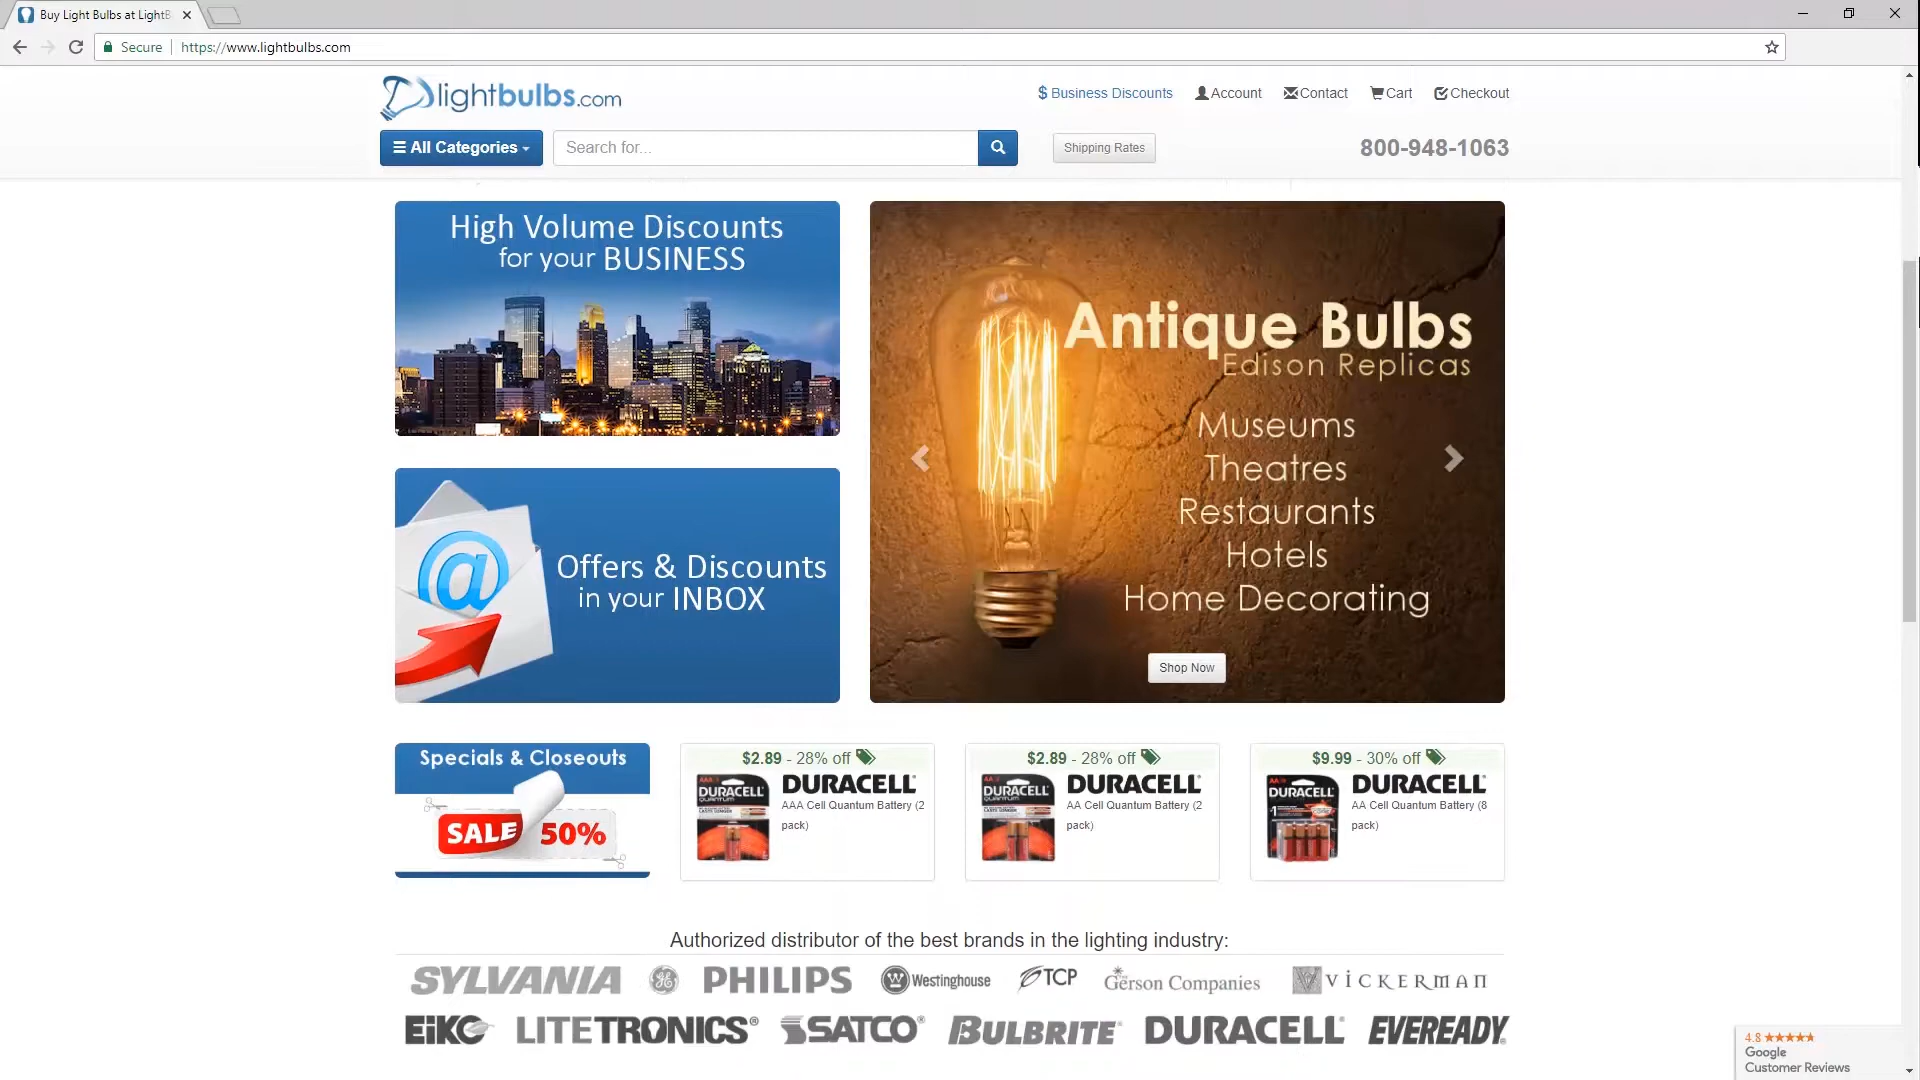 Buy Light Bulbs at LightB
Secure
https://www.lightbulbs.com
lightbulbs.com
$ Business Discounts
Account
Contact
Cart
Checkout
All Categories
Search for...
Shipping Rates
800-948-1063
High Volume Discounts
for your BUSINESS
Offers & Discounts
in your INBOX
Antique Bulbs
Edison Replicas
Museums
Theatres
Restaurants
Hotels
Home Decorating
Shop Now
Specials & Closeouts
SALE 50%
$2.89 - 28% off
DURACELL
AAA Cell Quantum Battery (2
pack)
$2.89 - 28% off
DURACELL
AA Cell Quantum Battery (2
pack)
$9.99 - 30% off
DURACELL
AA Cell Quantum Battery (8
pack)
Authorized distributor of the best brands in the lighting industry:
SYLVANIA GE PHILIPS Westinghouse TCP The Gerson Companies VICKERMAN
EiKO LITETRONICS® SATCO® BULBRITE DURACELL EVEREADY
4.8
Google
Customer Reviews